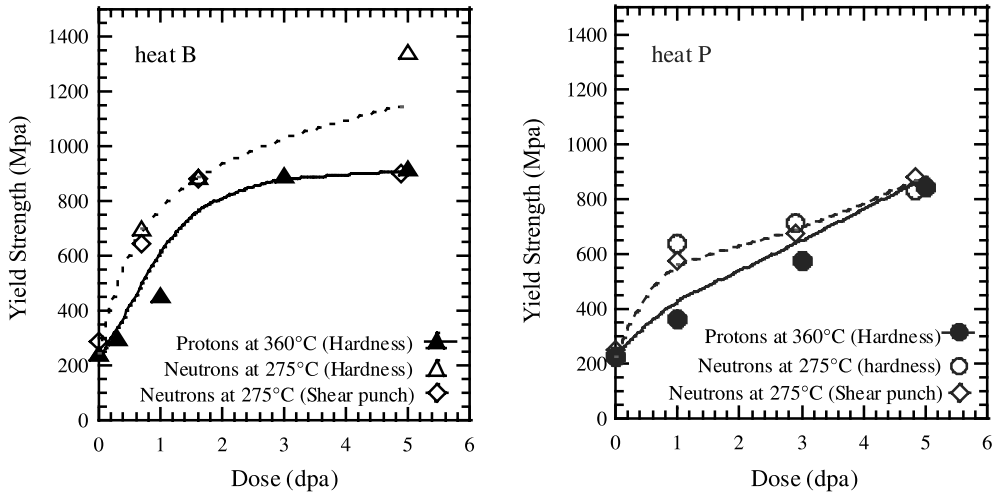 heat B
Yield Strength (Mpa)
1400
1200
1000
800
600
400
200
0
Protons at 360°C (Hardness)
Neutrons at 275°C (Hardness)
Neutrons at 275°C (Shear punch)
0 1 2 3 4 5 6
Dose (dpa)
heat P
Yield Strength (Mpa)
1400
1200
1000
800
600
400
200
0
Protons at 360°C (Hardness)
Neutrons at 275°C (hardness)
Neutrons at 275°C (Shear punch)
0 1 2 3 4 5 6
Dose (dpa)